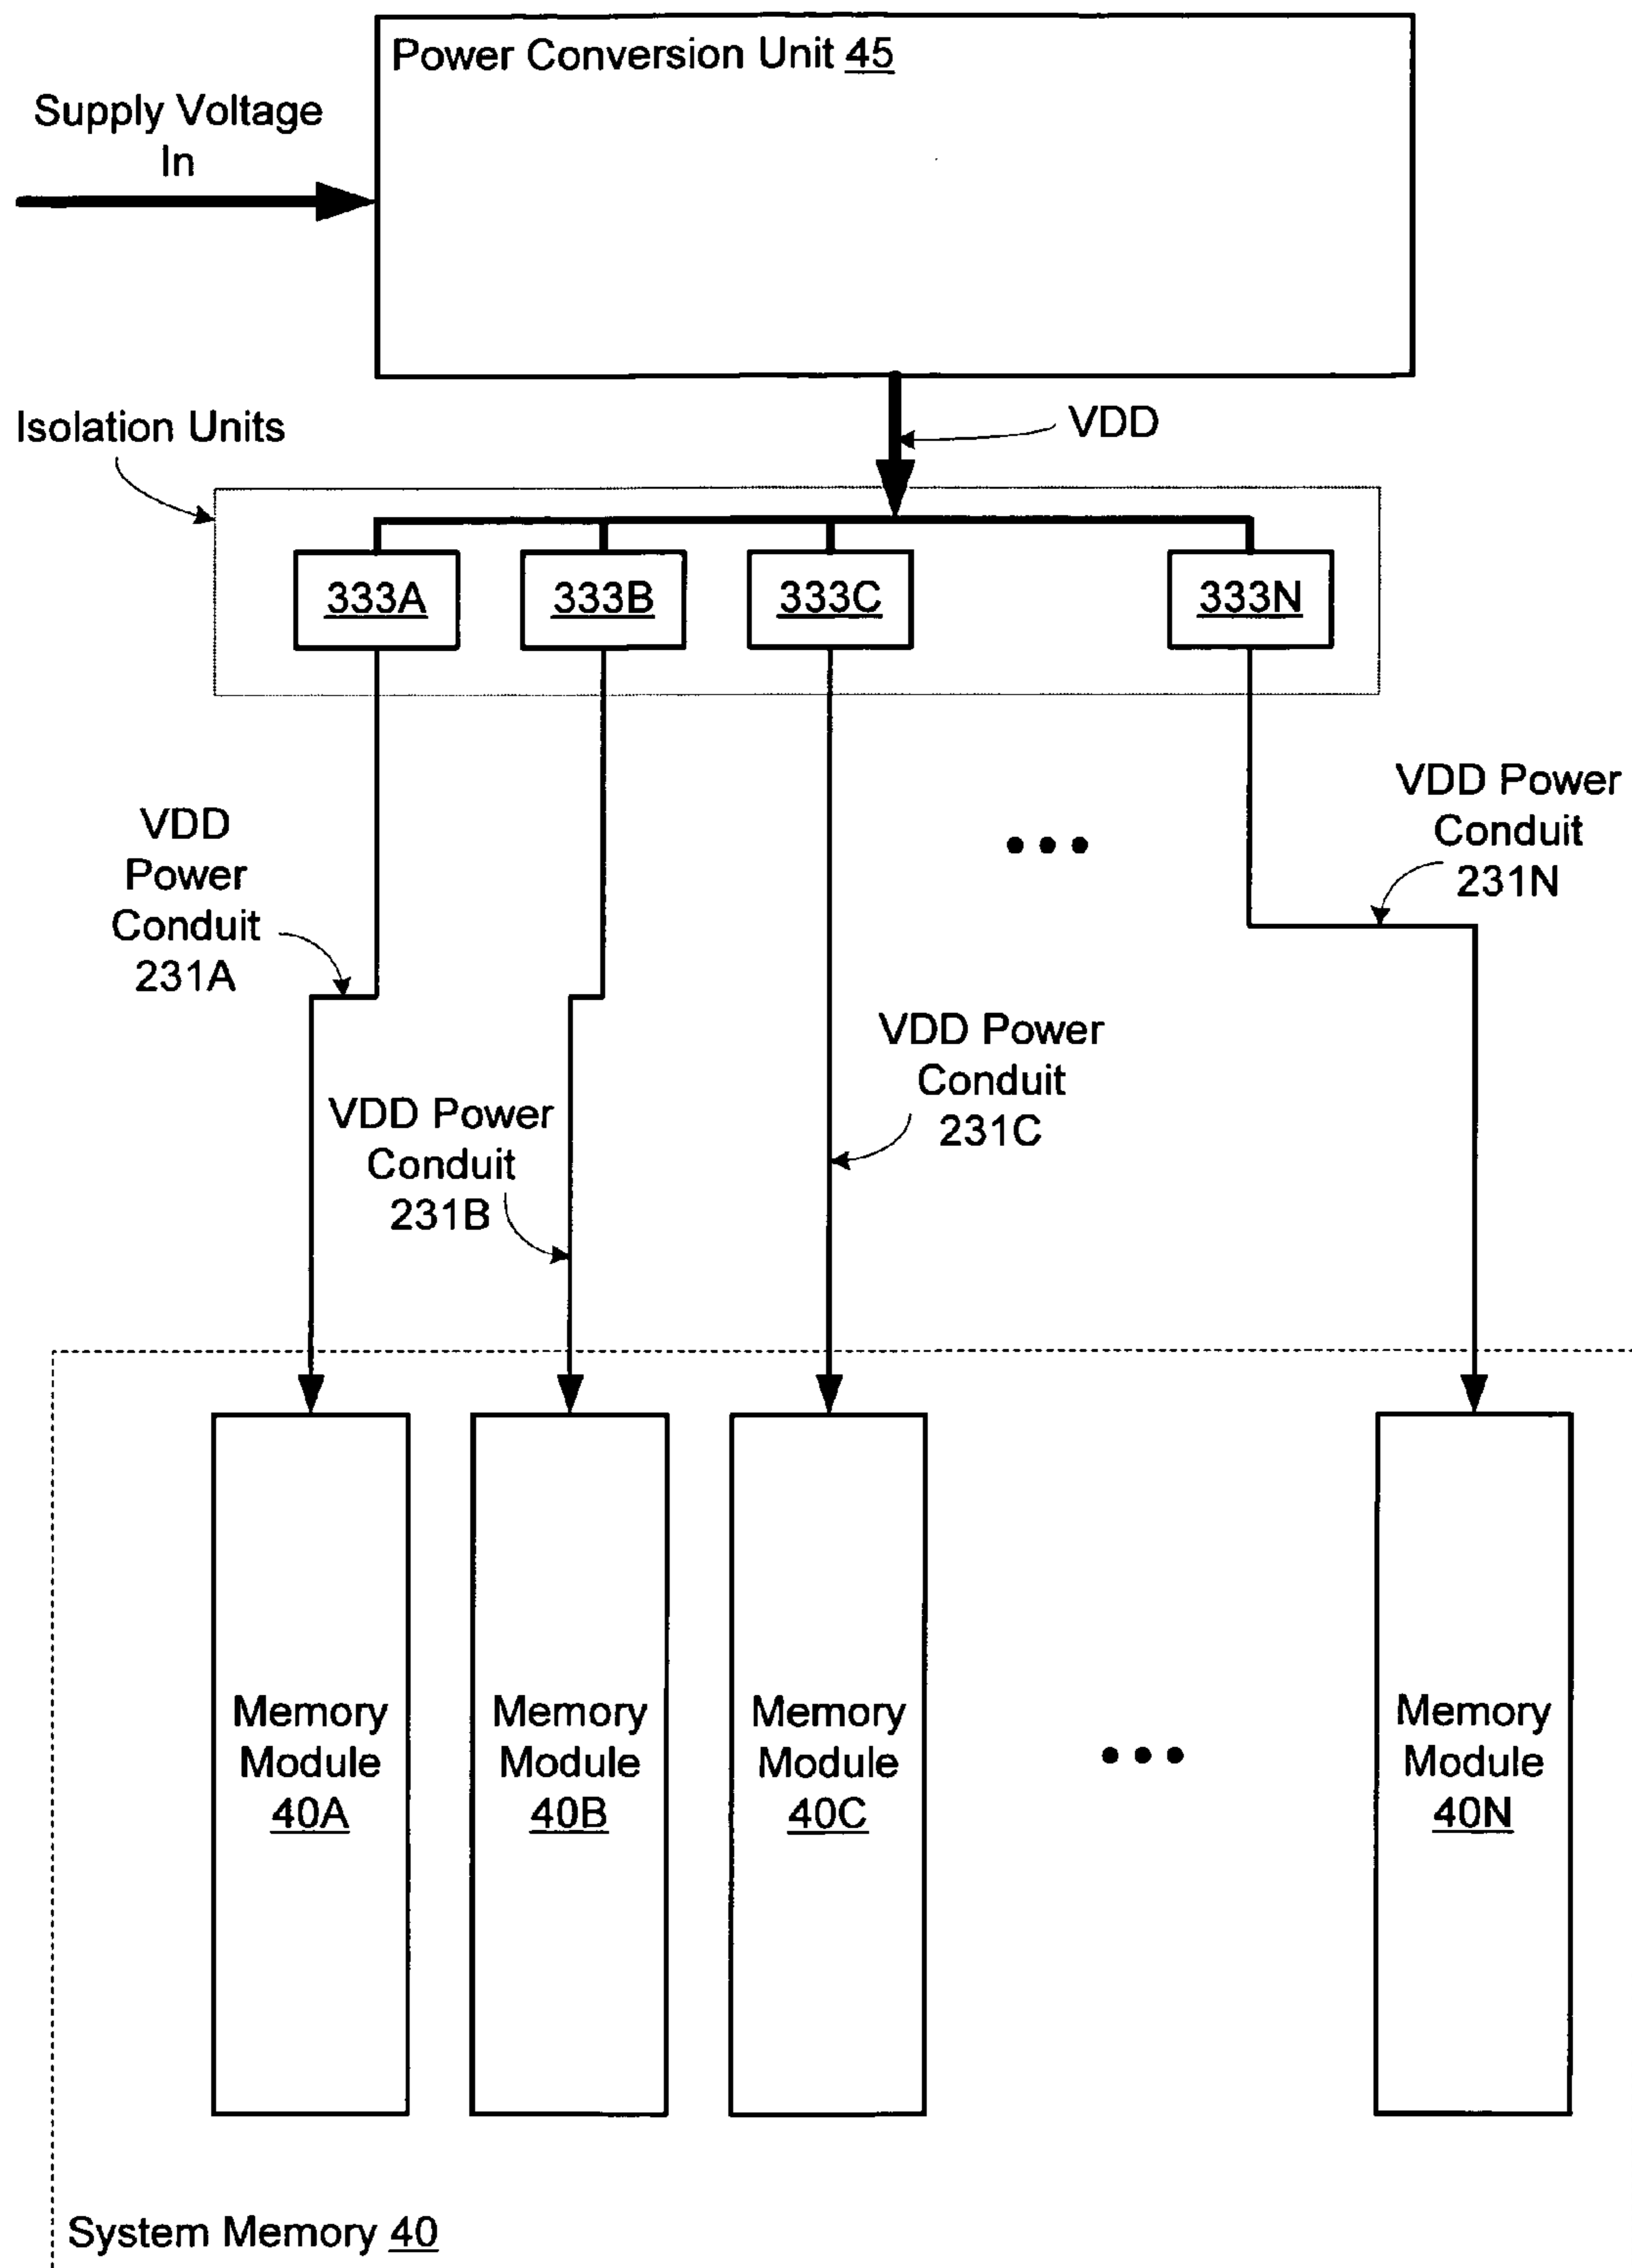 Power Conversion Unit 45
Supply Voltage
In
Isolation Units
VDD
333A
333B
333C
333N
VDD Power
Conduit
231N
VDD
Power
Conduit
231A
VDD Power
Conduit
231C
VDD Power
Conduit
231B
Memory
Module
40A
Memory
Module
40B
Memory
Module
40C
Memory
Module
40N
System Memory 40